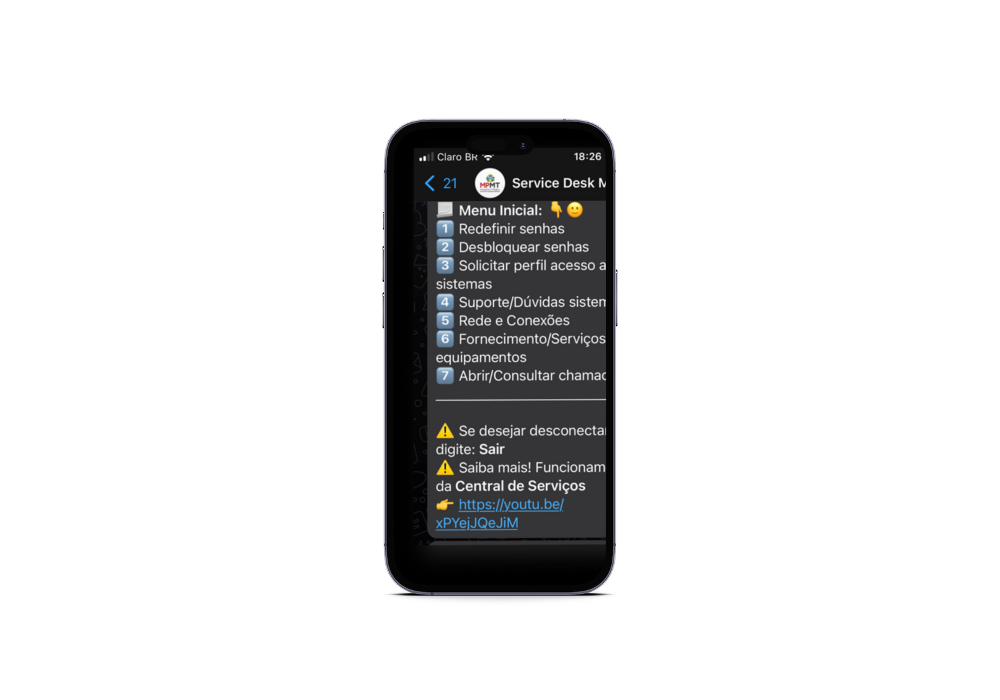 Claro BR 18:26
21 MPMT Service Desk M
Menu Inicial: 👇🙂
1 Redefinir senhas
2 Desbloquear senhas
3 Solicitar perfil acesso a
sistemas
4 Suporte/Dúvidas sistem
5 Rede e Conexões
6 Fornecimento/Serviços
equipamentos
7 Abrir/Consultar chamad
⚠️ Se desejar desconectar
digite: Sair
⚠️ Saiba mais! Funcionam
da Central de Serviços
👉 https://youtu.be/
xPYejJQeJiM